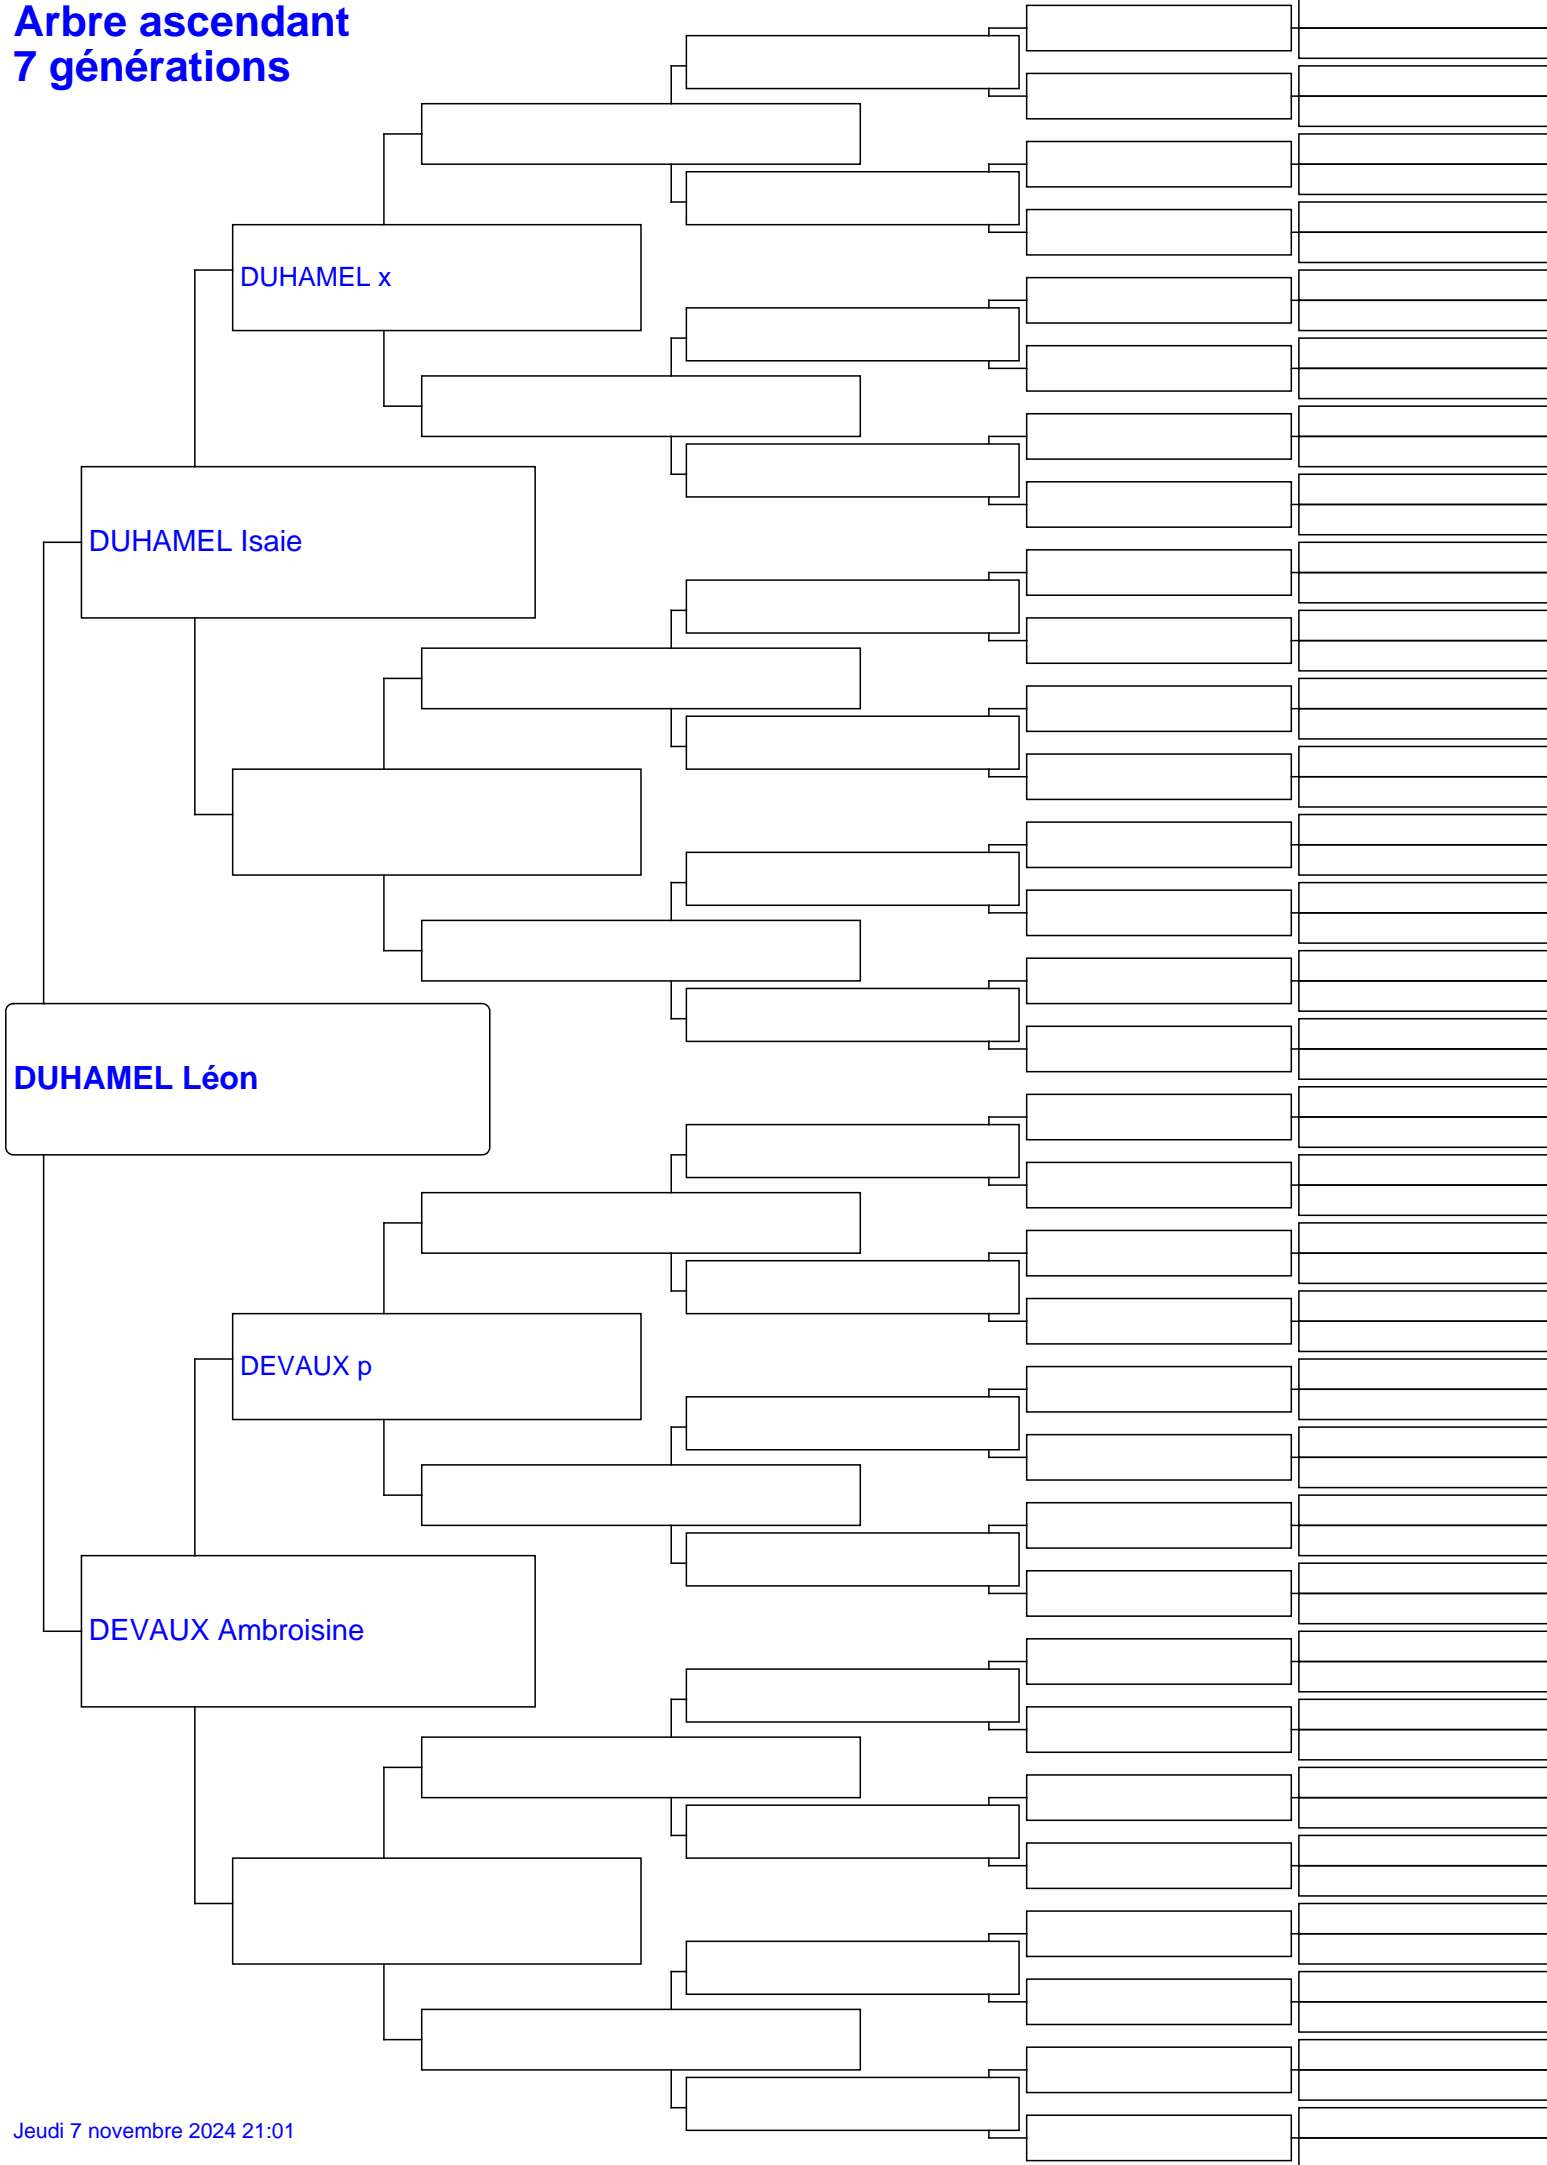 Arbre ascendant
7 générations
DUHAMEL x
DUHAMEL Isaie
DUHAMEL Léon
DEVAUX p
DEVAUX Ambroisine
Jeudi 7 novembre 2024 21:01